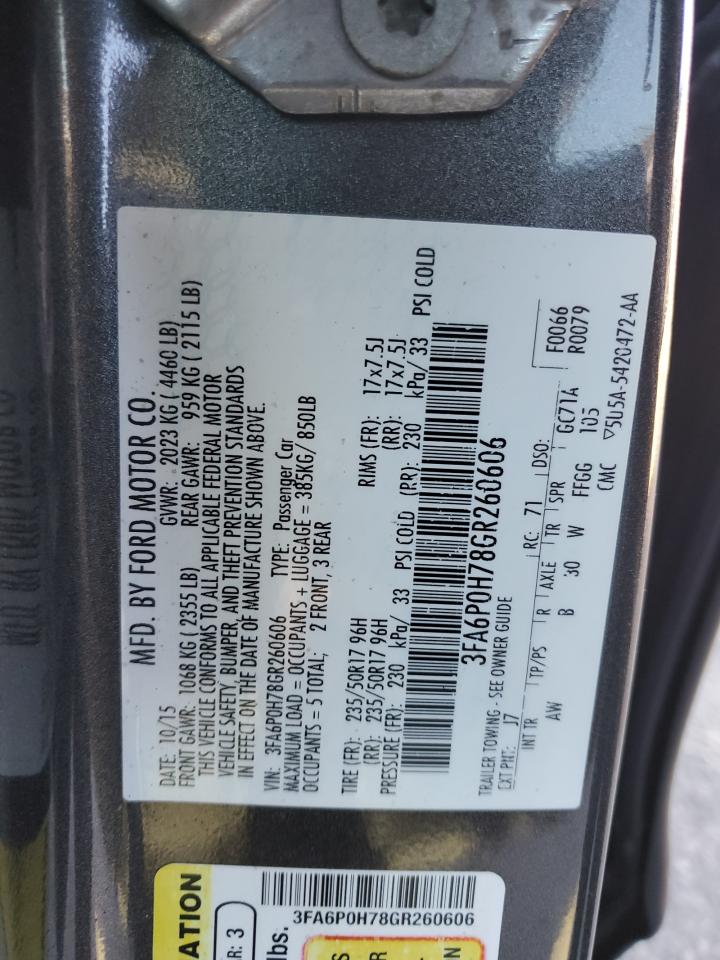 MFD. BY FORD MOTOR CO.
DATE: 10/15 GVWR: 2023 KG ( 4460 LB)
FRONT GAWR: 1068 KG ( 2355 LB) REAR GAWR: 959 KG ( 2115 LB)
THIS VEHICLE CONFORMS TO ALL APPLICABLE FEDERAL MOTOR
VEHICLE SAFETY, BUMPER, AND THEFT PREVENTION STANDARDS
IN EFFECT ON THE DATE OF MANUFACTURE SHOWN ABOVE.
VIN: 3FA6P0H78GR260606 TYPE: Passenger Car
MAXIMUM LOAD = OCCUPANTS + LUGGAGE = 385KG/ 850LB
OCCUPANTS = 5 TOTAL, 2 FRONT, 3 REAR
TIRE (FR): 235/50R17 96H RIMS (FR): 17x7.5J
(RR): 235/50R17 96H (RR): 17x7.5J
PRESSURE (FR): 230 kPa/ 33 PSI COLD (RR): 230 kPa/ 33 PSI COLD
3FA6P0H78GR260606
TRAILER TOWING - SEE OWNER GUIDE
EXT PNT: J7 RC: 71 DSO: F0066
R0079
INT TR TP/PS R AXLE TR SPR GC71A
AW B 30 W FFGG 105
CMC
▽5U5A-5420472-AA
3FA6P0H78GR260606
ATION
R: 3
lbs.